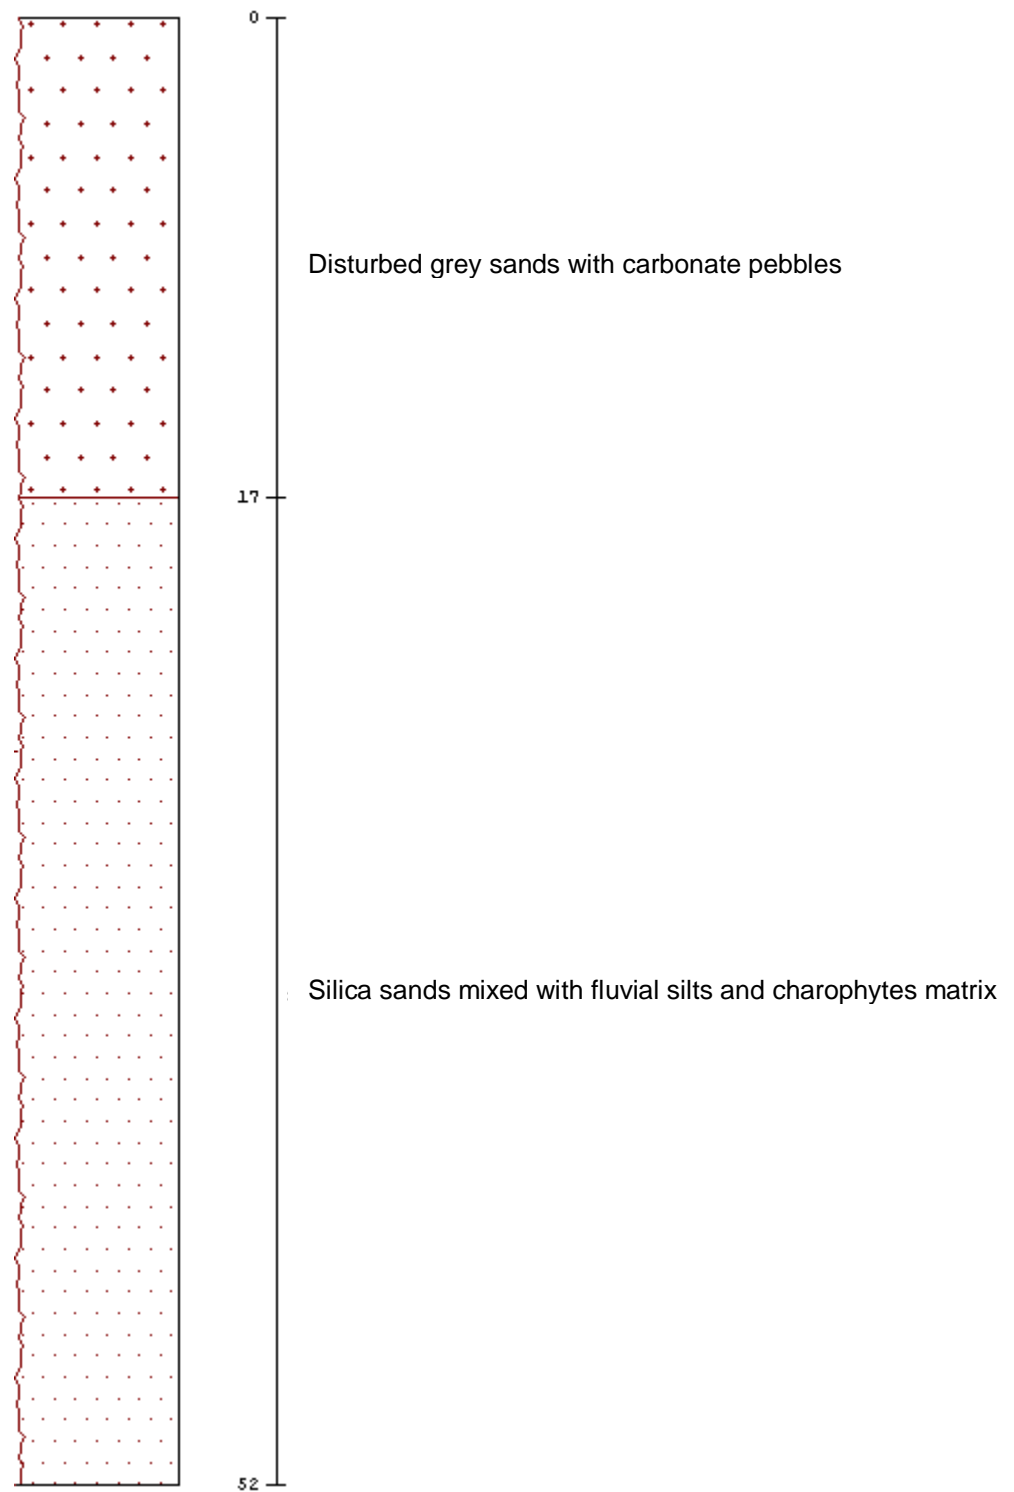 0
Disturbed grey sands with carbonate pebbles
17
Silica sands mixed with fluvial silts and charophytes matrix
52